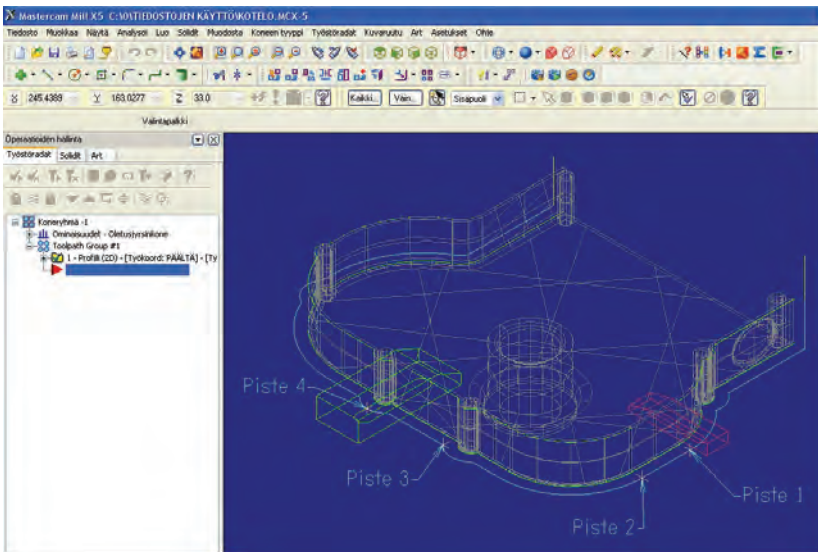 Mastercam Mill X5 C:\01\TIEDOSTOJEN KÄYTTÖ\KOTELO.MCX-5
Tiedosto Muokkaa Näytä Analysoi Luo Solidit Muodosta Koneen tyyppi Työstöradat Kuvaruutu Art Asetukset Ohje
X 245.4389 Y 163.0277 Z 33.0 Kaikki... Vain... Sisäpuoli
Valintapalkki
Operaatioiden hallinta
Työstöradat Solidit Art
Koneryhmä -1
Ominaisuudet - Oletusjyrsinkone
Toolpath Group #1
1 - Profiili (2D) - [Työkoord: PÄÄLTÄ] - [Ty
Piste 4
Piste 3
Piste 1
Piste 2